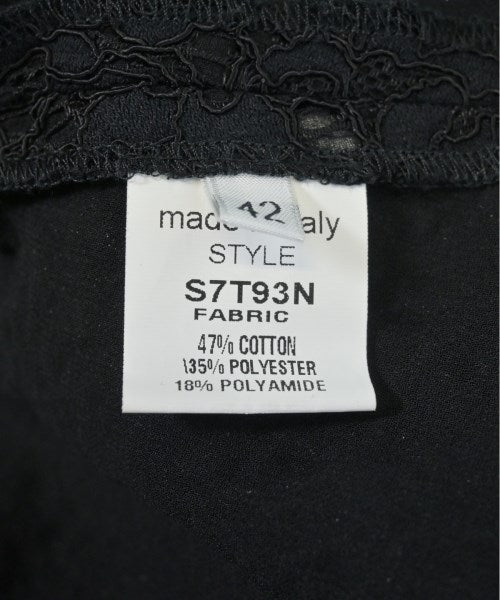 42
made aly
STYLE
S7T93N
FABRIC
47% COTTON
\35% POLYESTER
18% POLYAMIDE